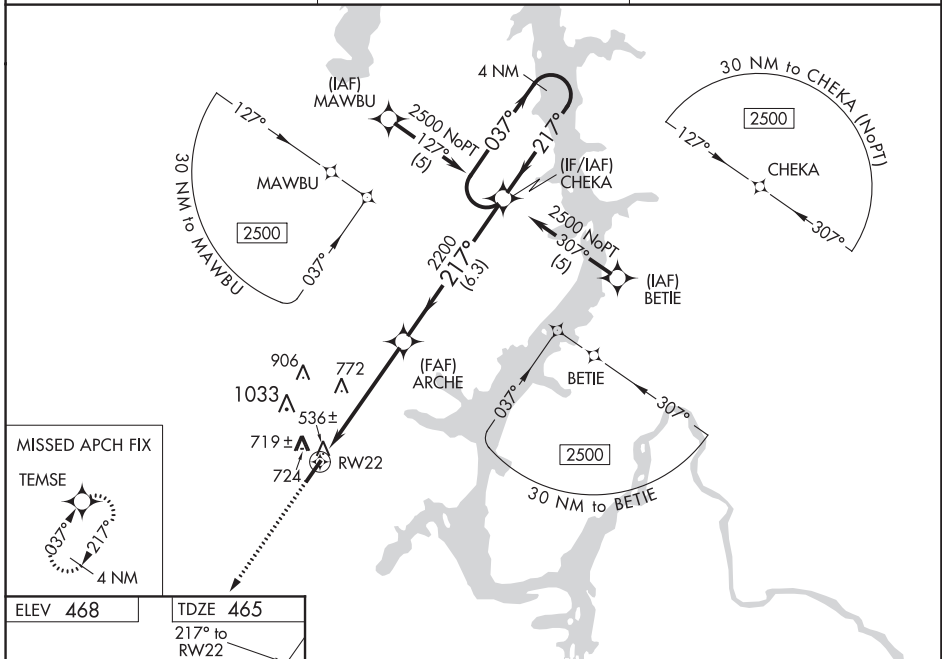 (IAF)
MAWBU
2500 NoPT
127°
(5)
4 NM
037°
217°
(IF/IAF)
CHEKA
2500 NoPT
307°
(5)
(IAF)
BETIE
30 NM to CHEKA (NoPT)
2500
127°
CHEKA
307°
127°
MAWBU
2500
037°
30 NM to MAWBU
2200
217°
(6.3)
(FAF)
ARCHE
906
772
1033
536±
719±
724
RW22
BETIE
037°
307°
2500
30 NM to BETIE
MISSED APCH FIX
TEMSE
037°
217°
4 NM
ELEV 468
TDZE 465
217° to
RW22